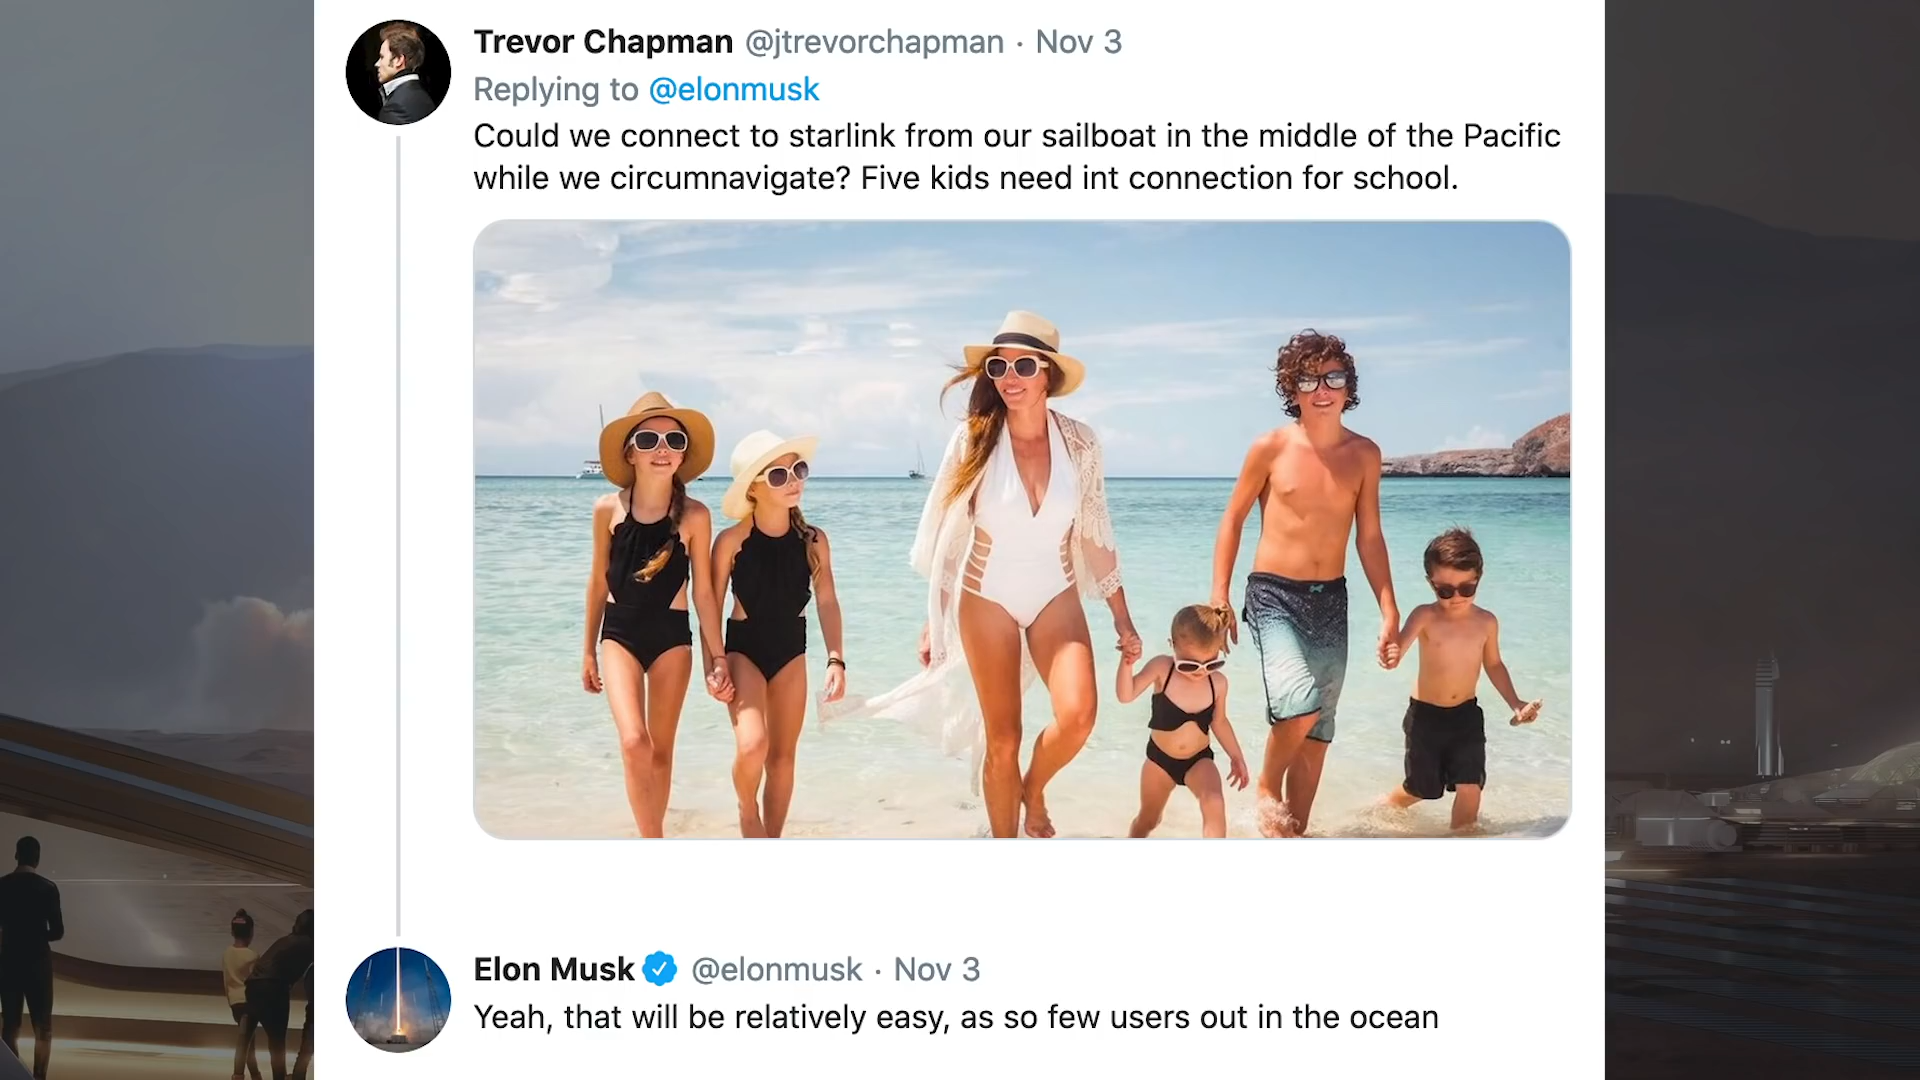 Trevor Chapman @jtrevorchapman · Nov 3
Replying to @elonmusk
Could we connect to starlink from our sailboat in the middle of the Pacific
while we circumnavigate? Five kids need int connection for school.
Elon Musk @elonmusk · Nov 3
Yeah, that will be relatively easy, as so few users out in the ocean